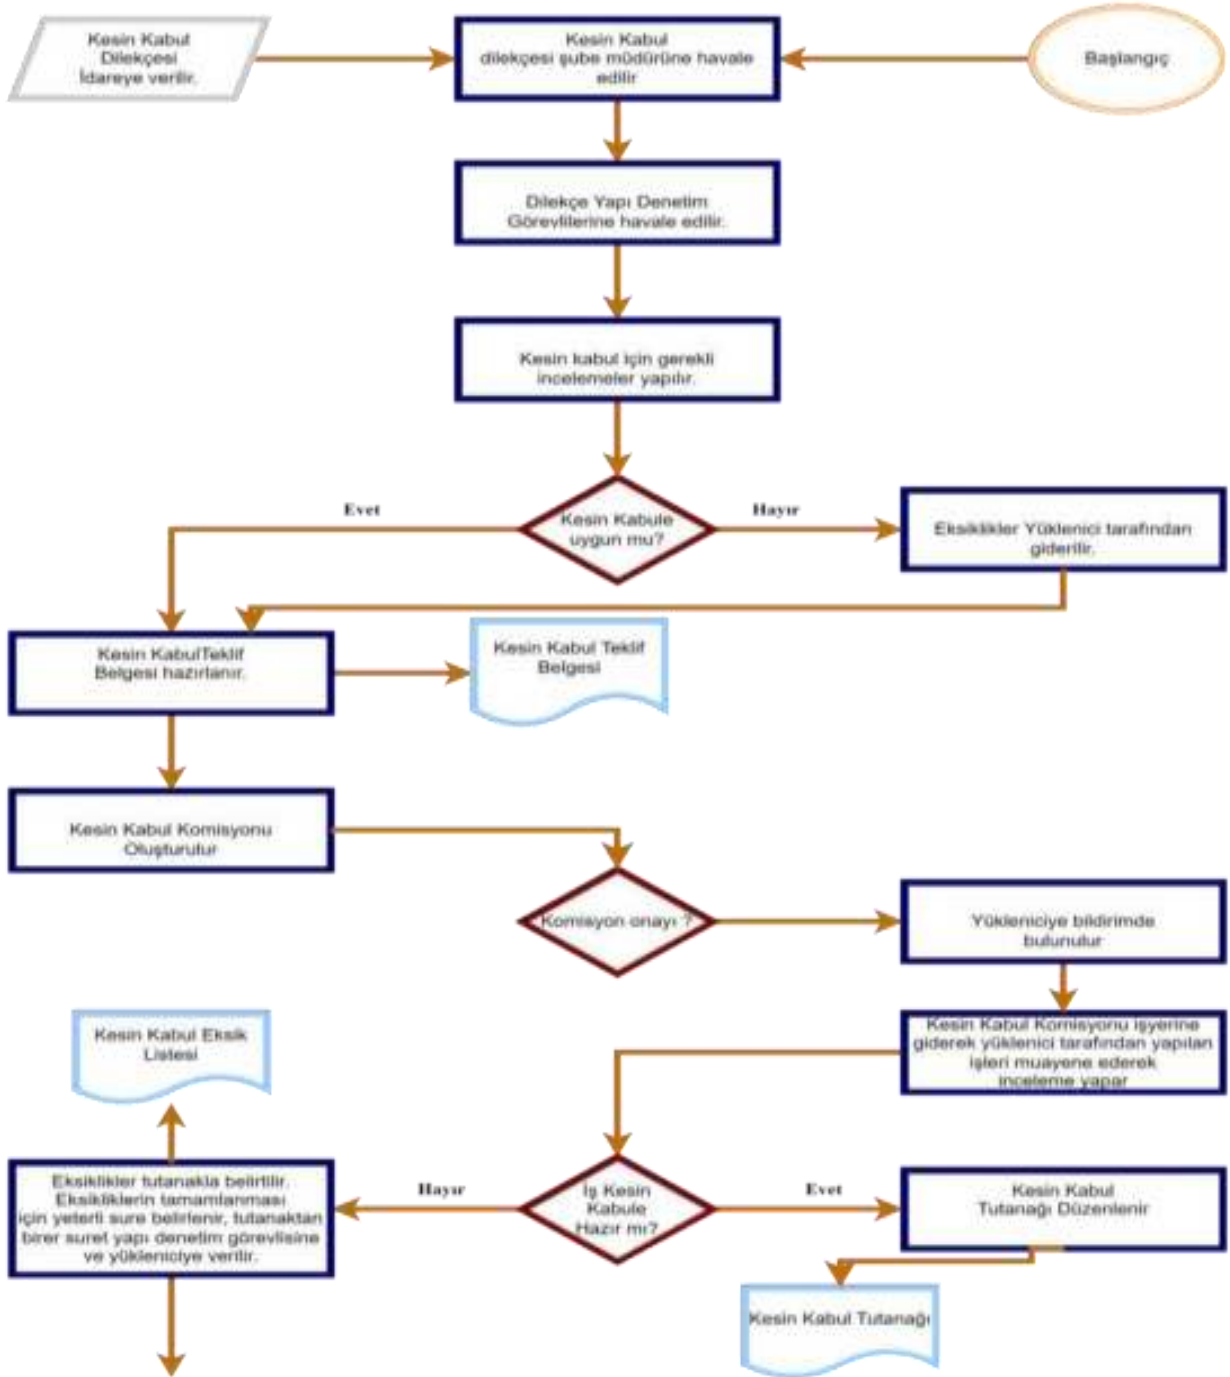 Kesin Kabul
Dilekçesi
İdareye verilir.
Kesin Kabul
dilekçesi şube müdürüne havale
edilir
Başlangıç
Dilekçe Yapı Denetim
Görevlilerine havale edilir.
Kesin kabul için gerekli
incelemeler yapılır.
Evet
Kesin Kabule
uygun mu?
Hayır
Eksiklikler Yüklenici tarafından
giderilir.
Kesin KabulTeklif
Belgesi hazırlanır.
Kesin Kabul Teklif
Belgesi
Kesin Kabul Komisyonu
Oluşturulur
Komisyon onayı ?
Yükleniciye bildirimde
bulunulur
Kesin Kabul Komisyonu işyerine
giderek yüklenici tarafından yapılan
işleri muayene ederek
inceleme yapar
Kesin Kabul Eksik
Listesi
Eksiklikler tutanakla belirtilir.
Eksikliklerin tamamlanması
için yeterli sure belirlenir, tutanaktan
birer suret yapı denetim görevlisine
ve yükleniciye verilir.
Hayır
İş Kesin
Kabule
Hazır mı?
Evet
Kesin Kabul
Tutanağı Düzenlenir
Kesin Kabul Tutanağı